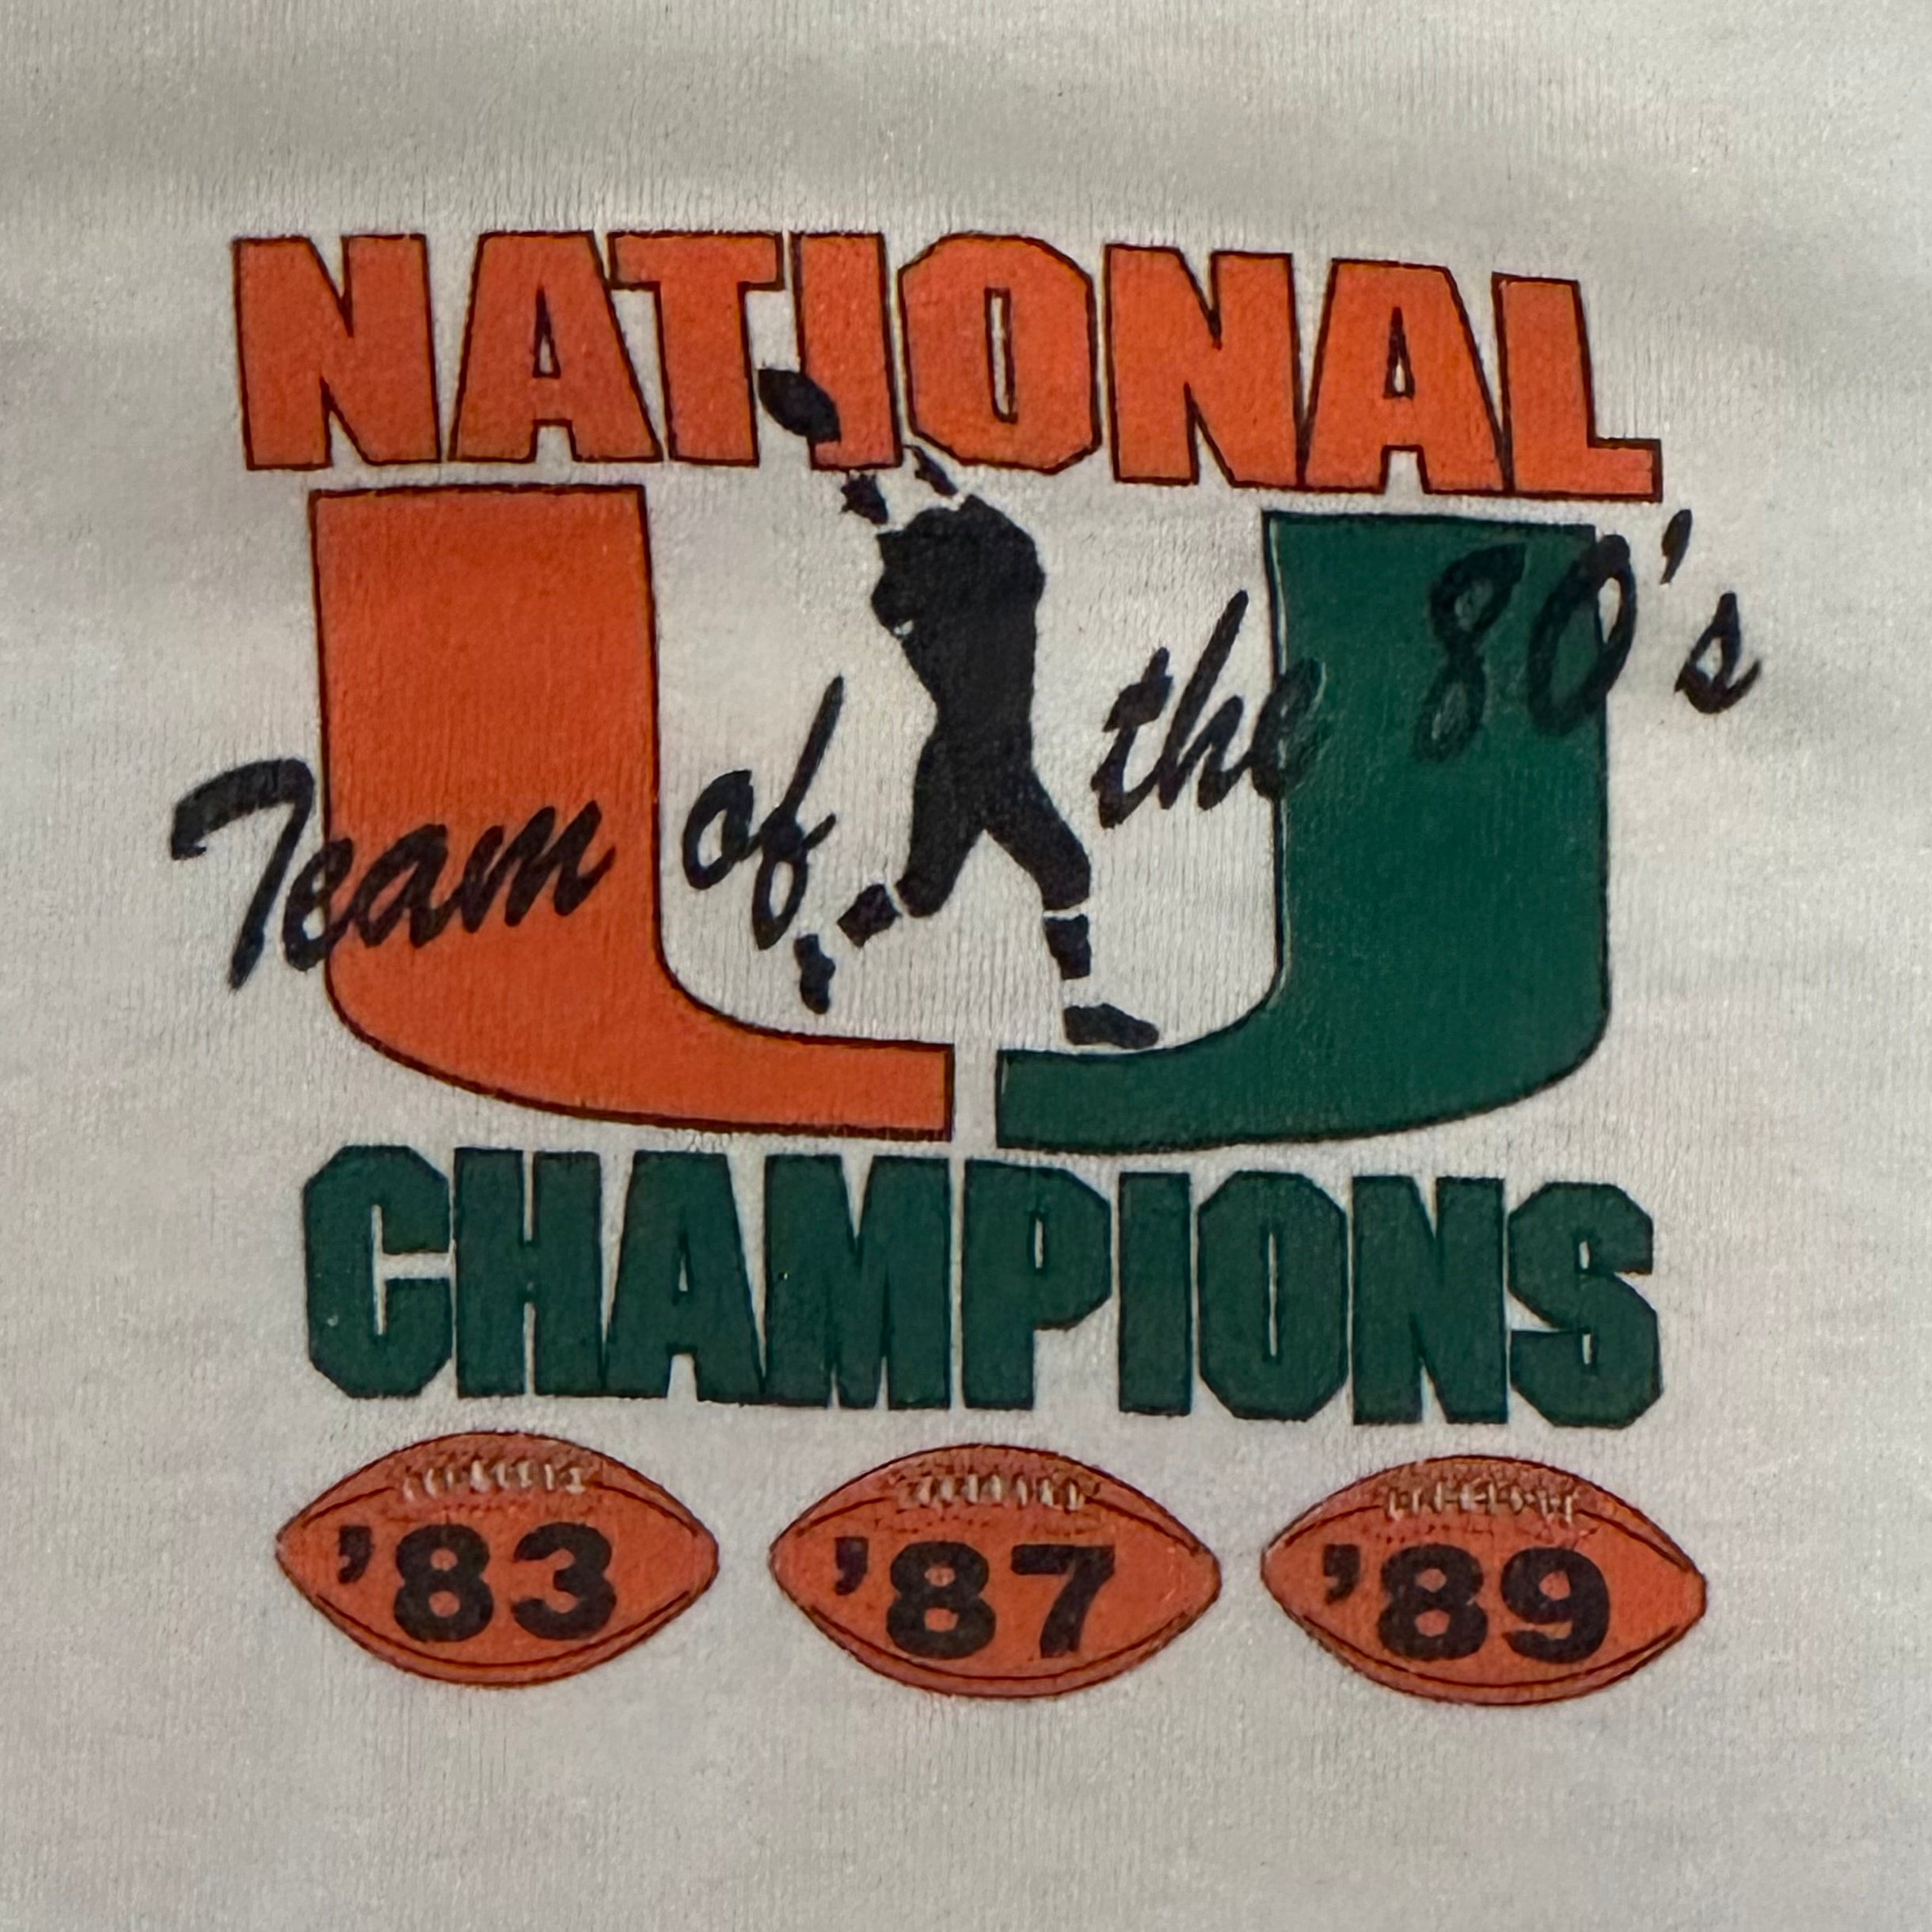 NATIONAL
U
Team of the 80's
CHAMPIONS
'83 '87 '89